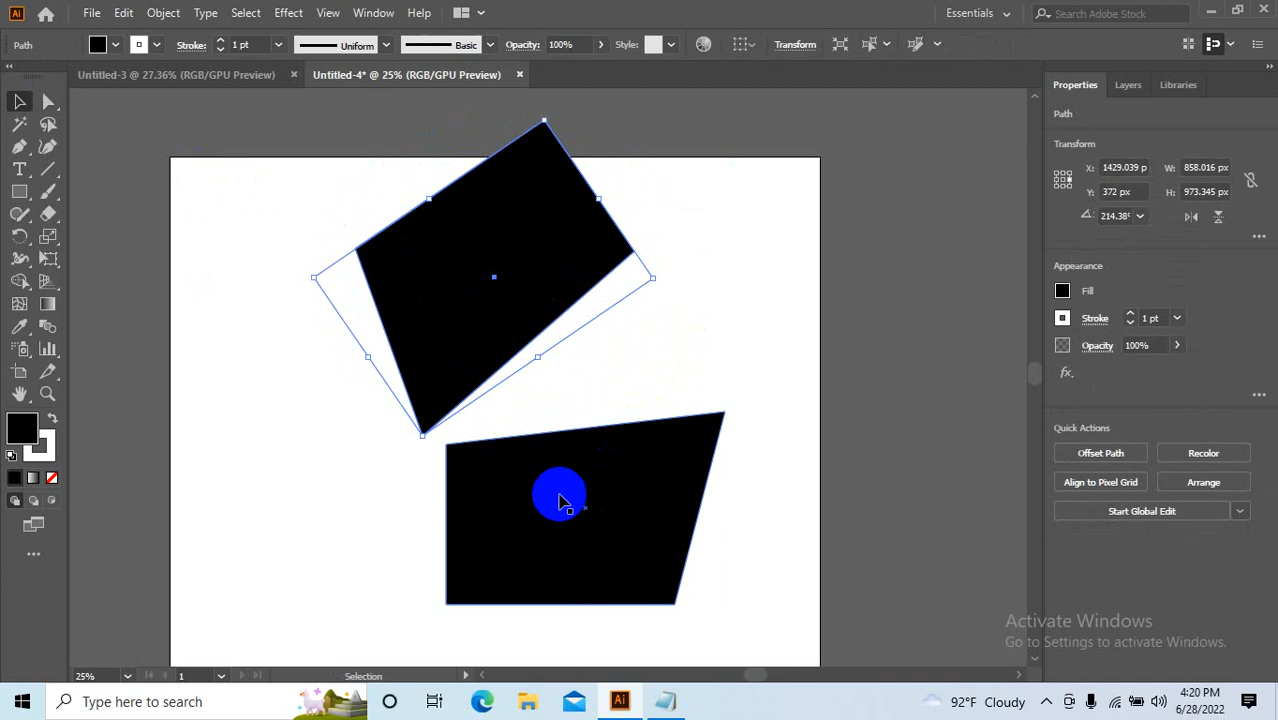 Ai File Edit Object Type Select Effect View Window Help Essentials Search Adobe Stock
Path Stroke: 1 pt Uniform Basic Opacity: 100% Style: Transform
Untitled-3 @ 27.36% (RGB/GPU Preview) × Untitled-4* @ 25% (RGB/GPU Preview) ×
Properties Layers Libraries
Path
Transform
X: 1429.039 p W: 858.016 px
Y: 372 px H: 973.345 px
214.38°
Appearance
Fill
Stroke 1 pt
Opacity 100%
fx.
Quick Actions
Offset Path Recolor
Align to Pixel Grid Arrange
Start Global Edit
Activate Windows
Go to Settings to activate Windows.
25% 1 Selection
Type here to search Ai 92°F Cloudy 4:20 PM
6/28/2022